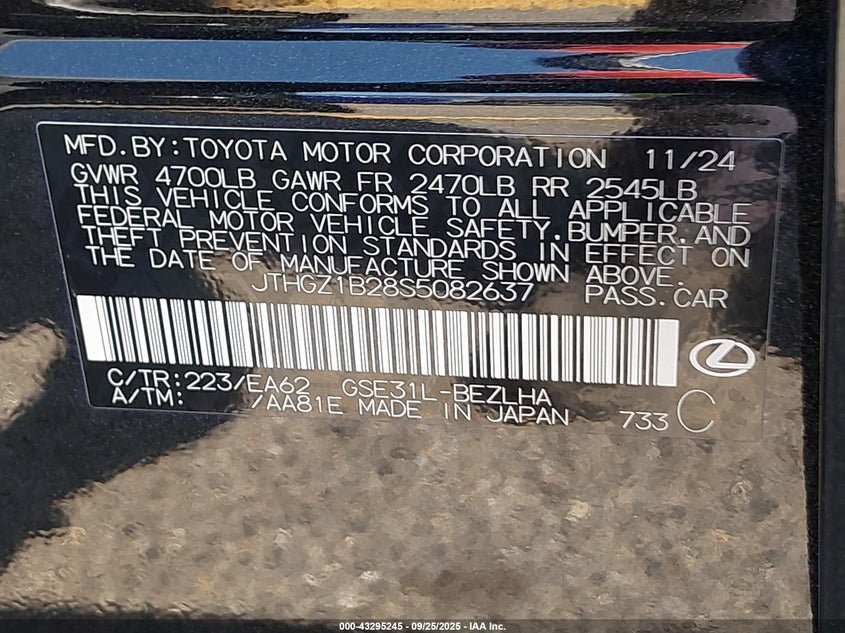 MFD.BY:TOYOTA MOTOR CORPORATION 11/24
GVWR 4700LB GAWR FR 2470LB RR 2545LB
THIS VEHICLE CONFORMS TO ALL APPLICABLE
FEDERAL MOTOR VEHICLE SAFETY,BUMPER,AND
THEFT PREVENTION STANDARDS IN EFFECT ON
THE DATE OF MANUFACTURE SHOWN ABOVE.
JTHGZ1B28S5082637 PASS.CAR
C/TR:223/EA62 GSE31L-BEZLHA
A/TM: /AA81E MADE IN JAPAN 733 C
000-43295245 - 09/25/2025 - IAA Inc.